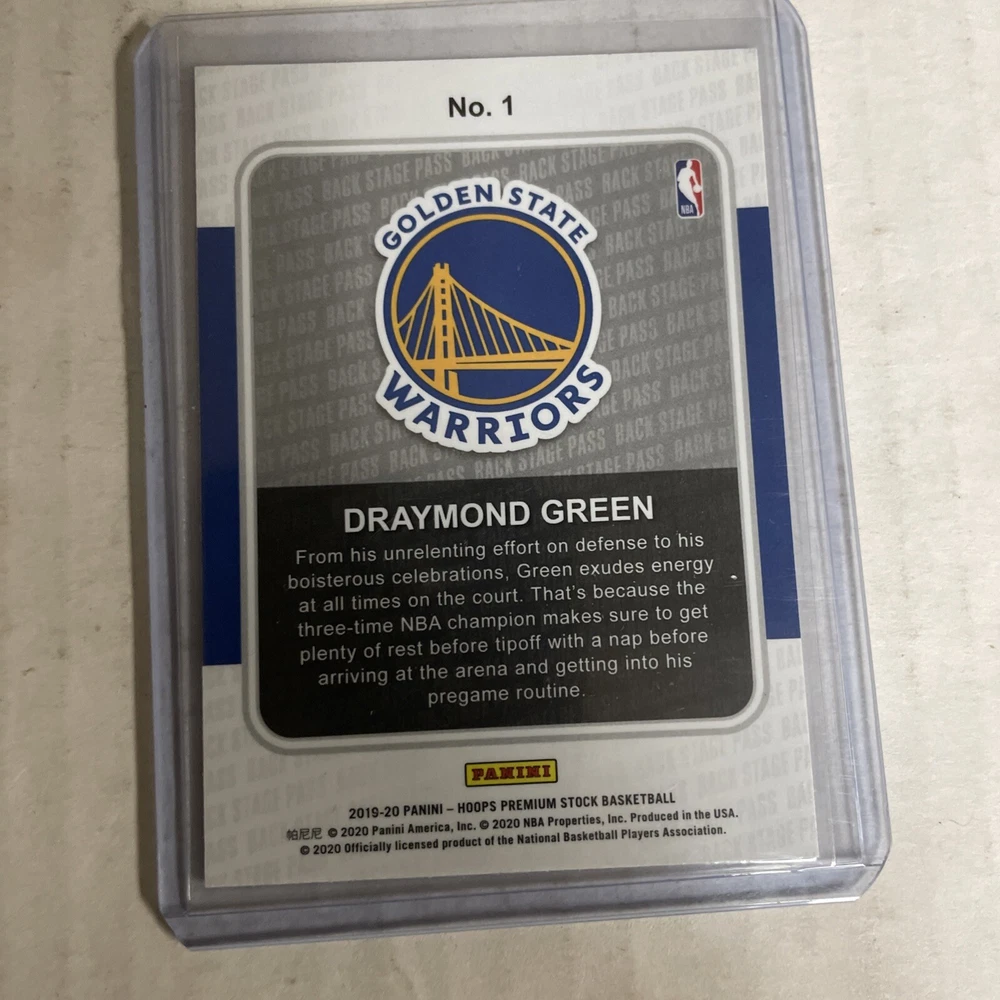 No. 1
BACK STAGE PASS
NBA
GOLDEN STATE
WARRIORS
DRAYMOND GREEN
From his unrelenting effort on defense to his
boisterous celebrations, Green exudes energy
at all times on the court. That's because the
three-time NBA champion makes sure to get
plenty of rest before tipoff with a nap before
arriving at the arena and getting into his
pregame routine.
PANINI
2019-20 PANINI – HOOPS PREMIUM STOCK BASKETBALL
帕尼尼 © 2020 Panini America, Inc. © 2020 NBA Properties, Inc. Produced in the USA.
© 2020 Officially licensed product of the National Basketball Players Association.